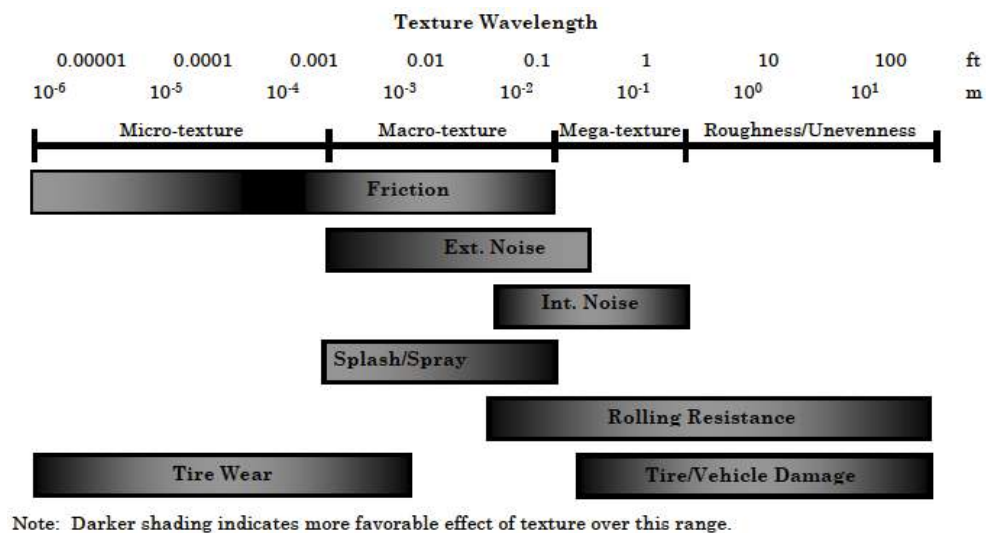 Texture Wavelength
0.00001 0.0001 0.001 0.01 0.1 1 10 100 ft
10⁻⁶ 10⁻⁵ 10⁻⁴ 10⁻³ 10⁻² 10⁻¹ 10⁰ 10¹ m
Micro-texture Macro-texture Mega-texture Roughness/Unevenness
Friction
Ext. Noise
Int. Noise
Splash/Spray
Rolling Resistance
Tire Wear Tire/Vehicle Damage
Note: Darker shading indicates more favorable effect of texture over this range.